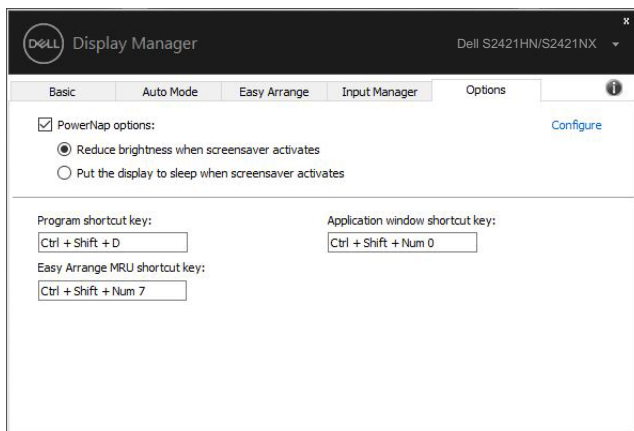 x
DELL Display Manager
Dell S2421HN/S2421NX
Basic Auto Mode Easy Arrange Input Manager Options
PowerNap options:
Configure
Reduce brightness when screensaver activates
Put the display to sleep when screensaver activates
Program shortcut key:
Application window shortcut key:
Ctrl + Shift + D
Ctrl + Shift + Num 0
Easy Arrange MRU shortcut key:
Ctrl + Shift + Num 7